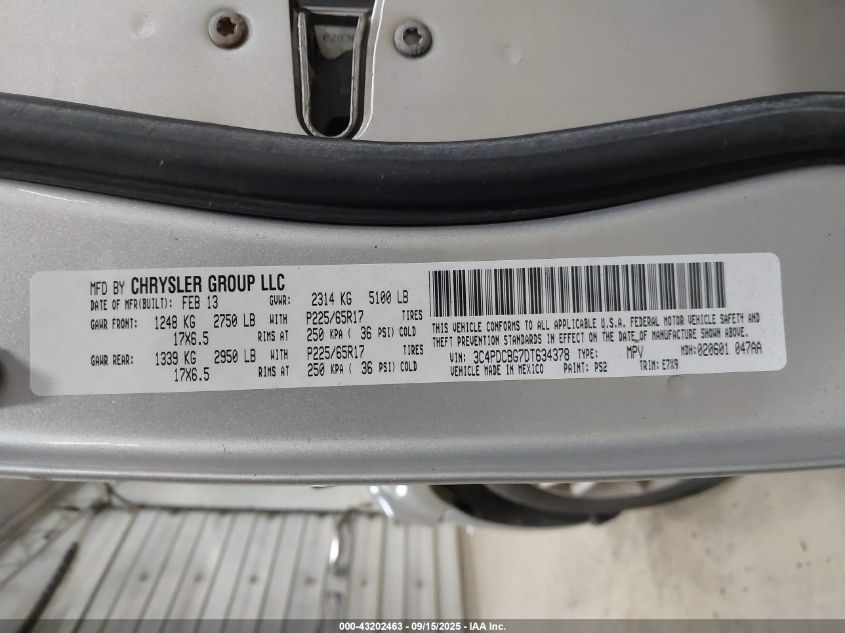 MFD BY CHRYSLER GROUP LLC
DATE OF MFR(BUILT): FEB 13 GVWR: 2314 KG 5100 LB
GAWR FRONT: 1248 KG 2750 LB WITH P225/65R17 TIRES
17X6.5 RIMS AT 250 KPA ( 36 PSI) COLD
GAWR REAR: 1339 KG 2950 LB WITH P225/65R17 TIRES
17X6.5 RIMS AT 250 KPA ( 36 PSI) COLD
THIS VEHICLE CONFORMS TO ALL APPLICABLE U.S.A. FEDERAL MOTOR VEHICLE SAFETY AND
THEFT PREVENTION STANDARDS IN EFFECT ON THE DATE OF MANUFACTURE SHOWN ABOVE.
VIN: 3C4PDCBG7DT634378 TYPE: MPV MDH:020601 047AA
VEHICLE MADE IN MEXICO PAINT: PS2 TRIM: E7X9
000-43202463 - 09/15/2025 - IAA Inc.